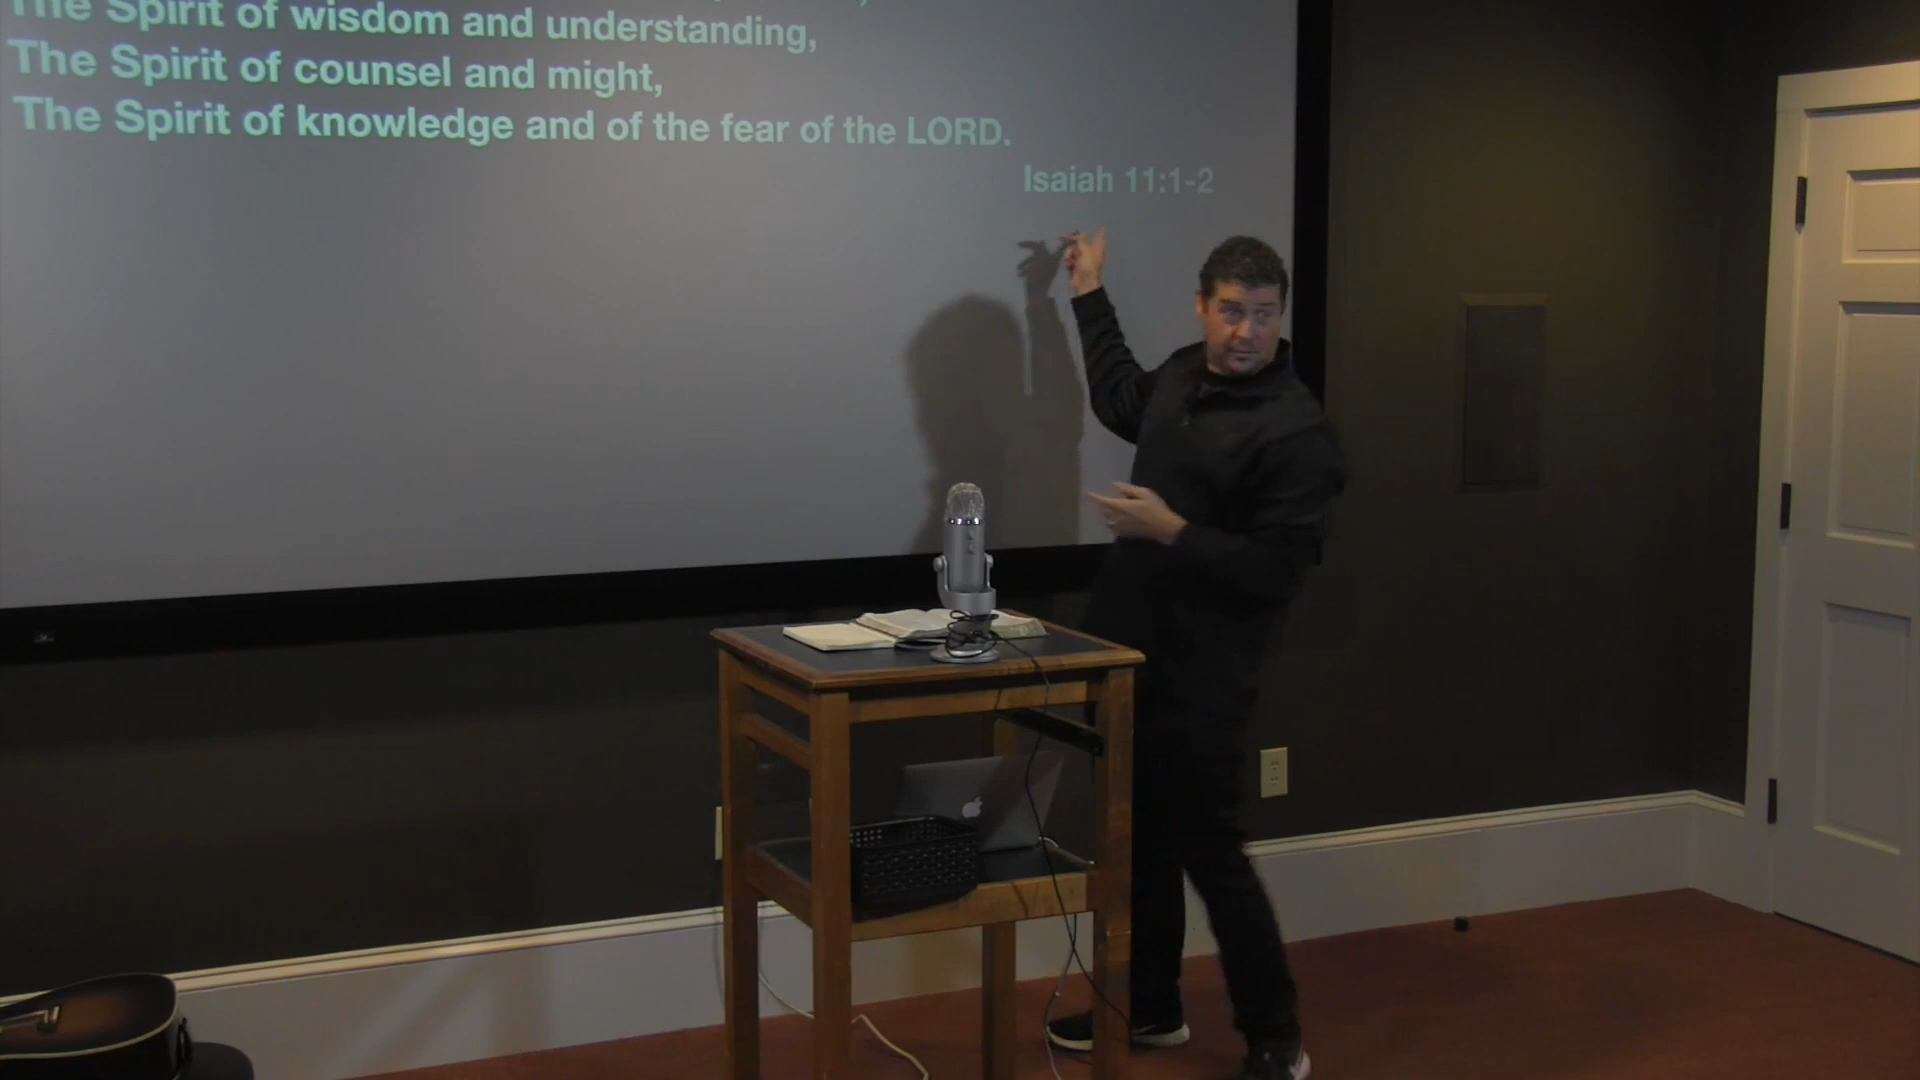 The Spirit of wisdom and understanding,
The Spirit of counsel and might,
The Spirit of knowledge and of the fear of the LORD.
Isaiah 11:1-2